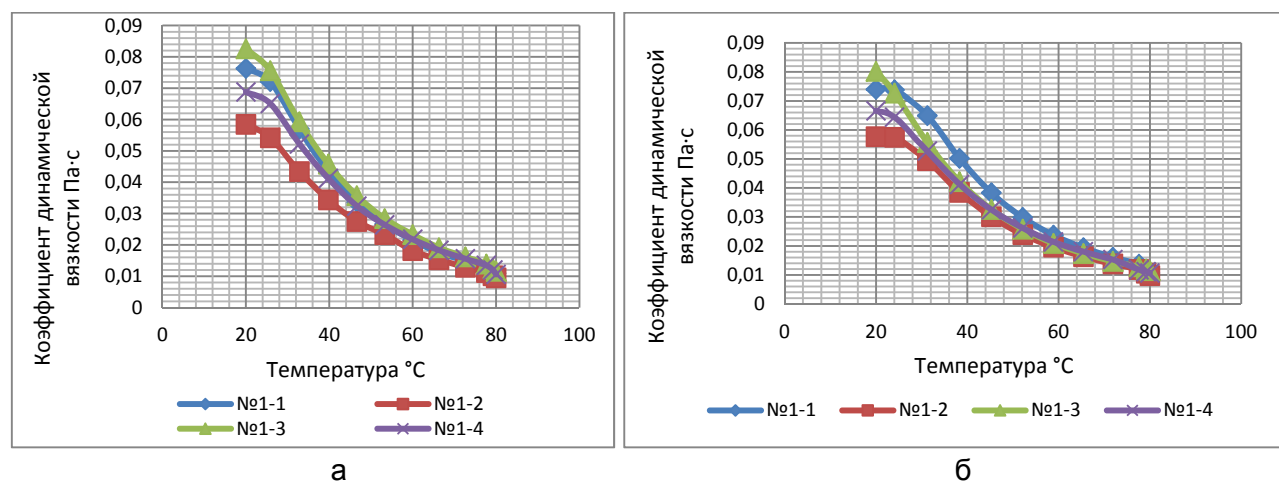 Коэффициент динамической
вязкости Па·с
0,09
0,08
0,07
0,06
0,05
0,04
0,03
0,02
0,01
0
0 20 40 60 80 100
Температура °С
№1-1 №1-2
№1-3 №1-4
а
Коэффициент динамической
вязкости Па·с
0,09
0,08
0,07
0,06
0,05
0,04
0,03
0,02
0,01
0
0 20 40 60 80 100
Температура °С
№1-1 №1-2 №1-3 №1-4
б